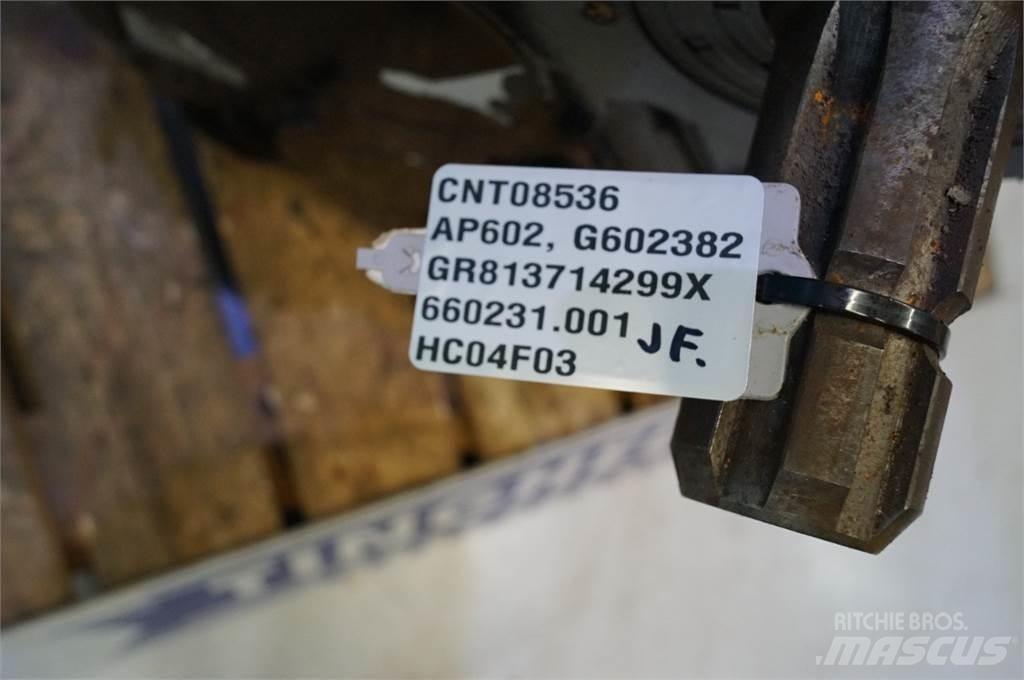 CNT08536
AP602, G602382
GR813714299X
660231.001 JF.
HC04F03
RITCHIE BROS.
MASCUS